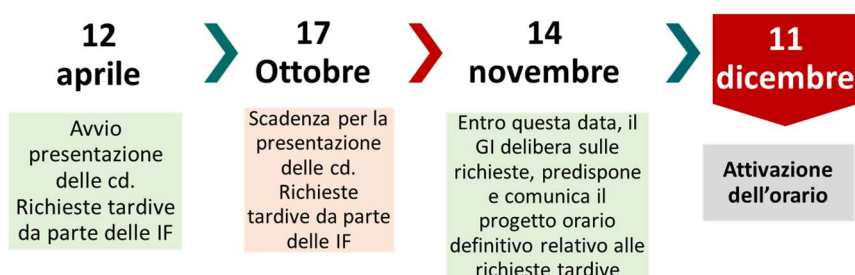 12
aprile
Avvio
presentazione
delle cd.
Richieste tardive
da parte delle IF
17
Ottobre
Scadenza per la
presentazione
delle cd.
Richieste
tardive da parte
delle IF
14
novembre
Entro questa data, il
GI delibera sulle
richieste, predispone
e comunica il
progetto orario
definitivo relativo alle
richieste tardive
11
dicembre
Attivazione
dell’orario